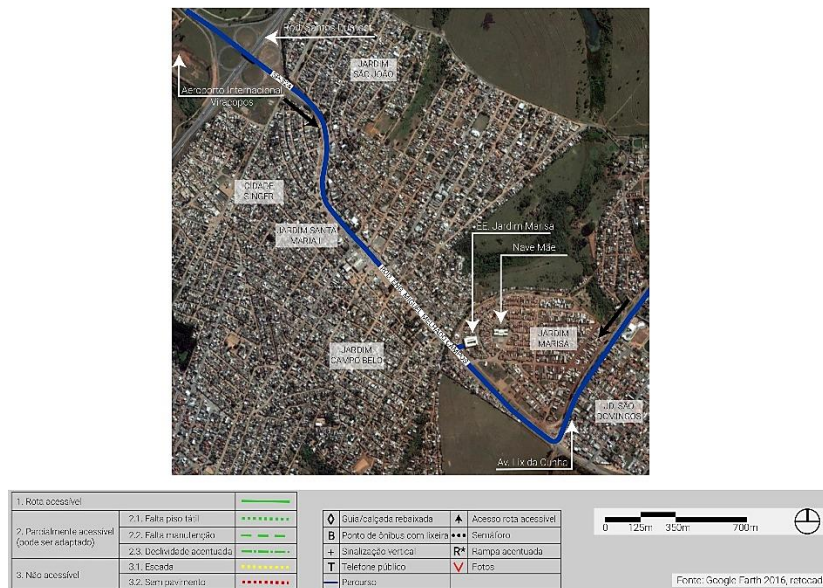 Rod. Santos Dumont
JARDIM
SÃO JOÃO
Aeroporto Internacional
Viracopos
CIDADE
SINGER
JARDIM SANTA
MARIA I
EE. Jardim Marisa
Nave Mãe
JARDIM
MARISA
JARDIM
CAMPO BELO
JD. SÃO
DOMINGOS
Av. Lix da Cunha
1. Rota acessível
2. Parcialmente acessível
(pode ser adaptado)
2.1. Falta piso tátil
2.2. Falta manutenção
2.3. Declividade acentuada
3. Não acessível
3.1. Escada
3.2. Sem pavimento
Guia/calçada rebaixada
Acesso rota acessível
B Ponto de ônibus com lixeira
Semáforo
+ Sinalização vertical
R* Rampa acentuada
T Telefone público
V Fotos
Percurso
0 125m 350m 700m
Fonte: Google Earth 2016, retocar